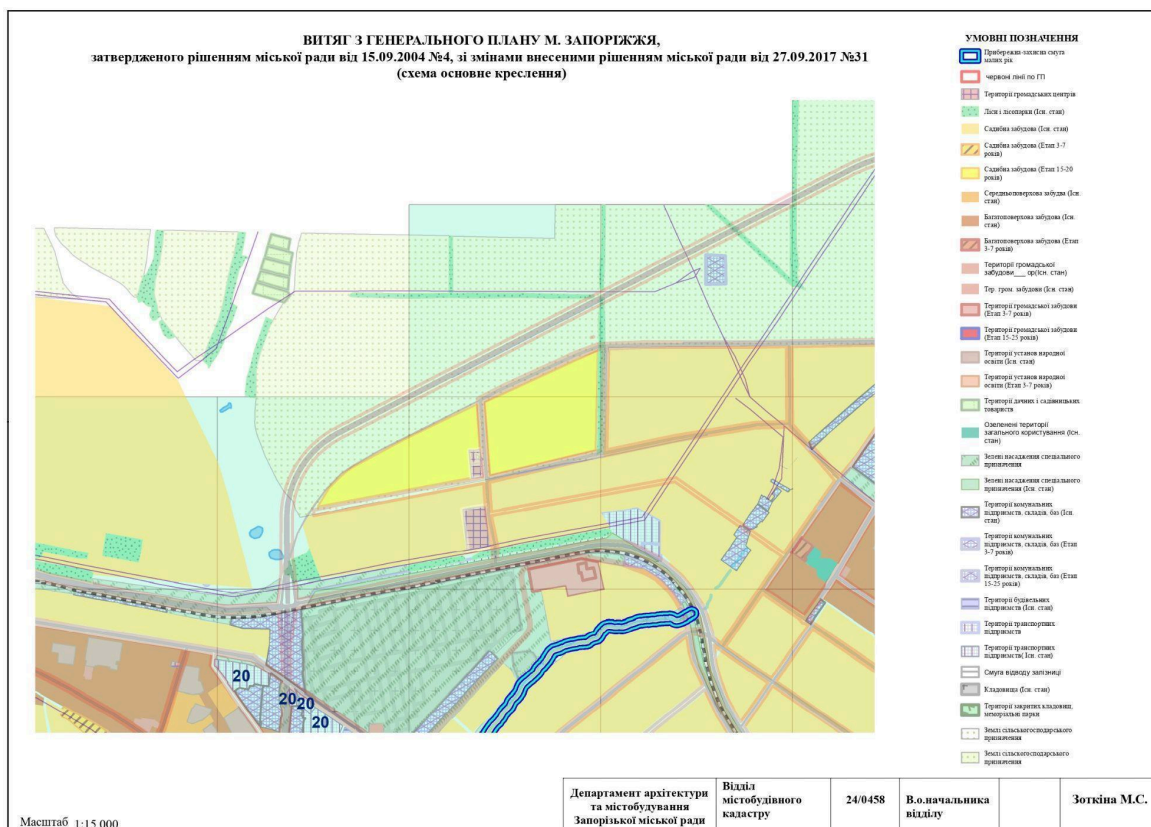 ВИТЯГ З ГЕНЕРАЛЬНОГО ПЛАНУ М. ЗАПОРІЖЖЯ,
затвердженого рішенням міської ради від 15.09.2004 №4, зі змінами внесеними рішенням міської ради від 27.09.2017 №31
(схема основне креслення)
УМОВНІ ПОЗНАЧЕННЯ
Прибережно-захисна смуга
малих рік
червоні лінії по ГП
Території громадських центрів
Ліси і лісопарки (Існ. стан)
Садибна забудова (Існ. стан)
Садибна забудова (Етап 3-7
років)
Садибна забудова (Етап 15-20
років)
Середньоповерхова забудва (Існ.
стан)
Багатоповерхова забудова (Існ.
стан)
Багатоповерхова забудова (Етап
3-7 років)
Території громадської
забудови___ ор(Існ. стан)
Тер. гром. забудови (Існ. стан)
Території громадської забудови
(Етап 3-7 років)
Території громадської забудови
(Етап 15-25 років)
Території установ народної
освіти (Існ. стан)
Території установ народної
освіти (Етап 3-7 років)
Території дачних і садівницьких
товариств
Озеленені території
загального користування (Існ.
стан)
Зелені насадження спеціального
призначення
Зелені насадження спеціального
призначення (Існ. стан)
Території комунальних
підприємств, складів, баз (Існ.
стан)
Території комунальних
підприємств, складів, баз (Етап
3-7 років)
Території комунальних
підприємств, складів, баз (Етап
15-25 років)
Території будівельних
підприємств (Існ. стан)
Території транспортних
підприємств
Території транспортних
підприємств( Існ. стан)
Смуга відводу залізниці
Кладовища (Існ. стан)
Території закритих кладовищ,
меморіальні парки
Землі сільськогосподарського
призначення
Землі сільскогосподарського
призначення
20
20
20
20
Масштаб 1:15 000
Департамент архітектури
та містобудування
Запорізької міської ради
Відділ
містобудівного
кадастру
24/0458
В.о.начальника
відділу
Зоткіна М.С.